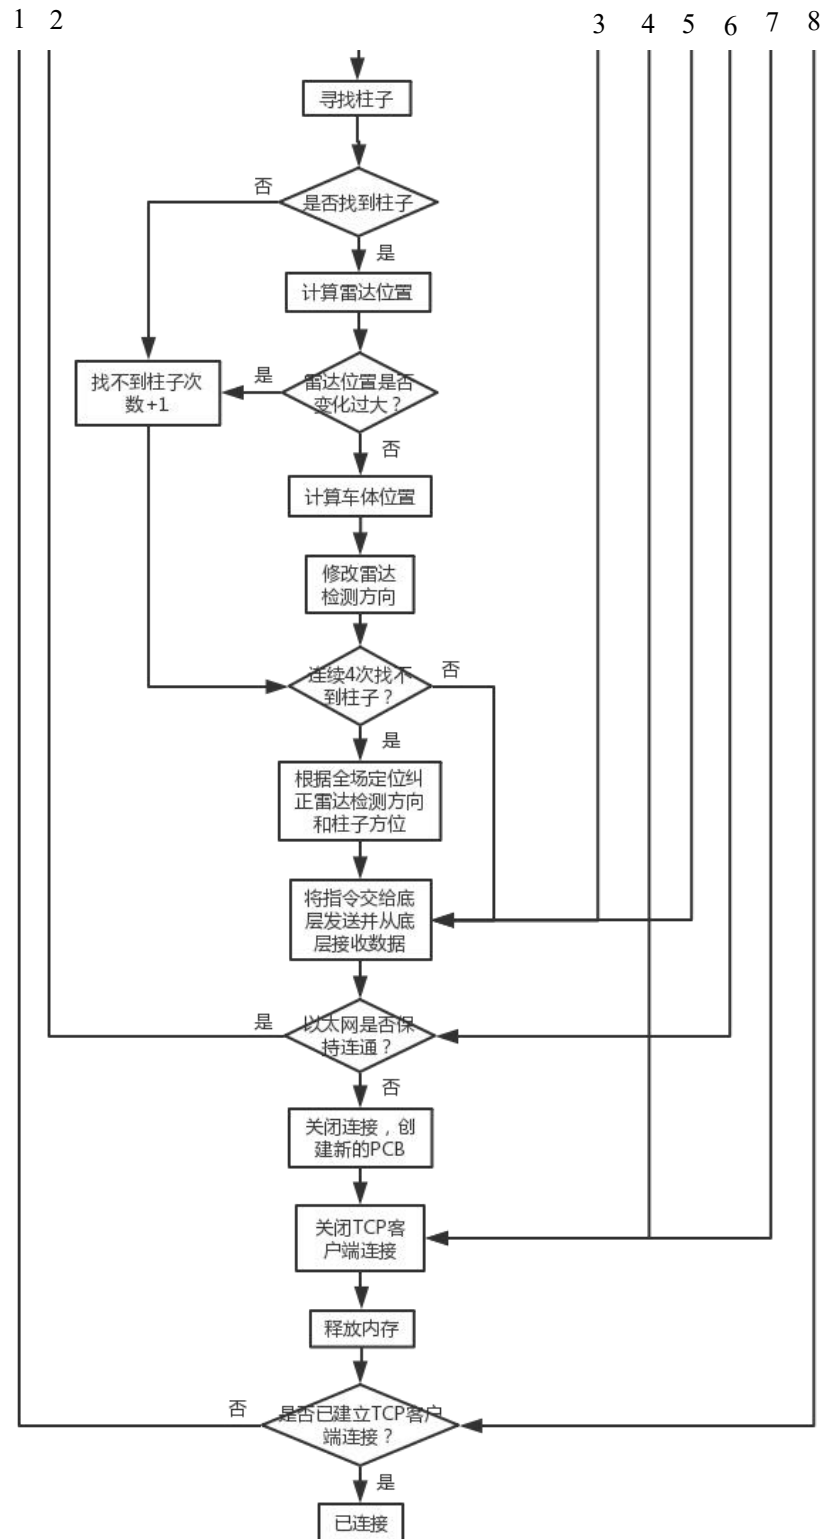 1 2 3 4 5 6 7 8
寻找柱子
否
是否找到柱子
是
计算雷达位置
找不到柱子次
数+1
是
雷达位置是否
变化过大？
否
计算车体位置
修改雷达
检测方向
连续4次找不
到柱子？
否
是
根据全场定位纠
正雷达检测方向
和柱子方位
将指令交给底
层发送并从底
层接收数据
是
以太网是否保
持连通？
否
关闭连接，创
建新的PCB
关闭TCP客
户端连接
释放内存
否
是否已建立TCP客户
端连接？
是
已连接